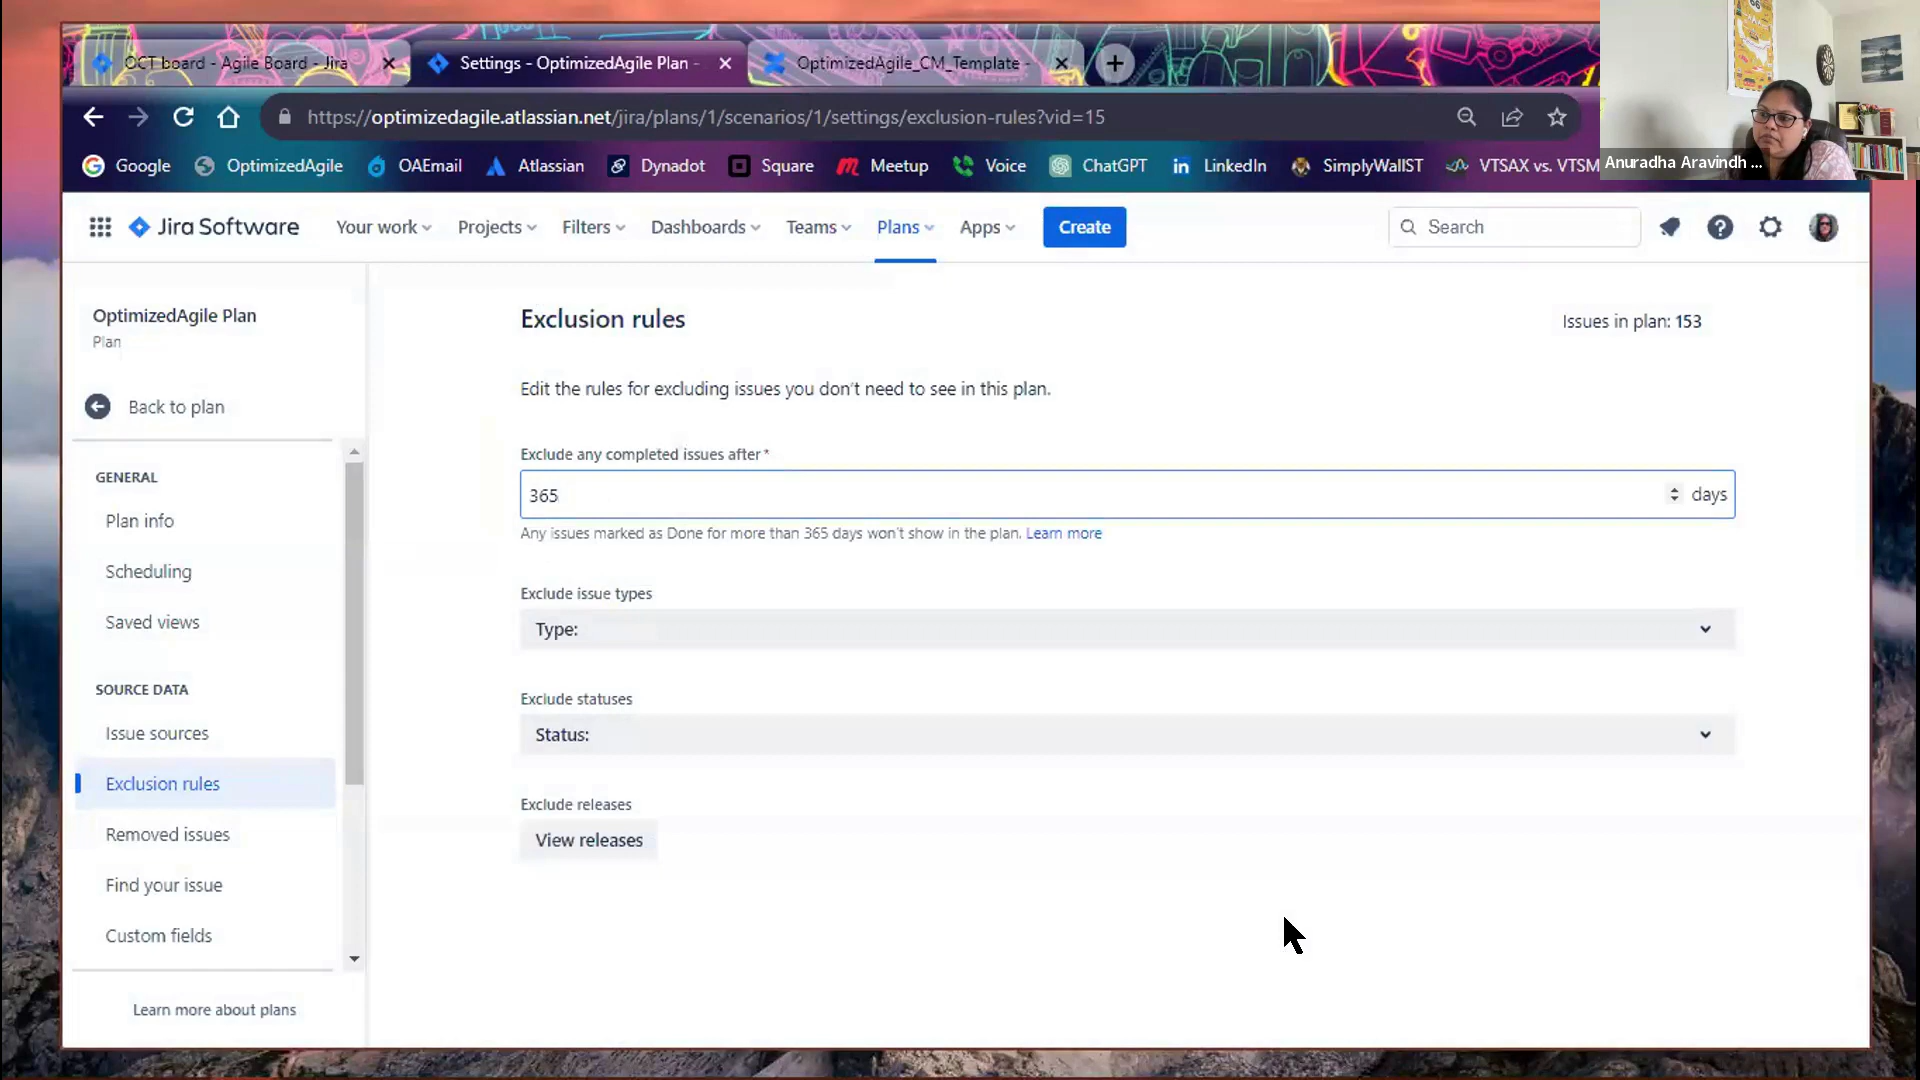 OCT board - Agile Board - Jira
Settings - OptimizedAgile Plan -
OptimizedAgile_CM_Template -
https://optimizedagile.atlassian.net/jira/plans/1/scenarios/1/settings/exclusion-rules?vid=15
Google OptimizedAgile OAEmail Atlassian Dynadot Square Meetup Voice ChatGPT LinkedIn SimplyWallST VTSAX vs. VTSM
Anuradha Aravindh ...
Jira Software Your work Projects Filters Dashboards Teams Plans Apps Create Search
OptimizedAgile Plan
Plan
Back to plan
GENERAL
Plan info
Scheduling
Saved views
SOURCE DATA
Issue sources
Exclusion rules
Removed issues
Find your issue
Custom fields
Learn more about plans
Exclusion rules
Issues in plan: 153
Edit the rules for excluding issues you don't need to see in this plan.
Exclude any completed issues after *
365 days
Any issues marked as Done for more than 365 days won't show in the plan. Learn more
Exclude issue types
Type:
Exclude statuses
Status:
Exclude releases
View releases